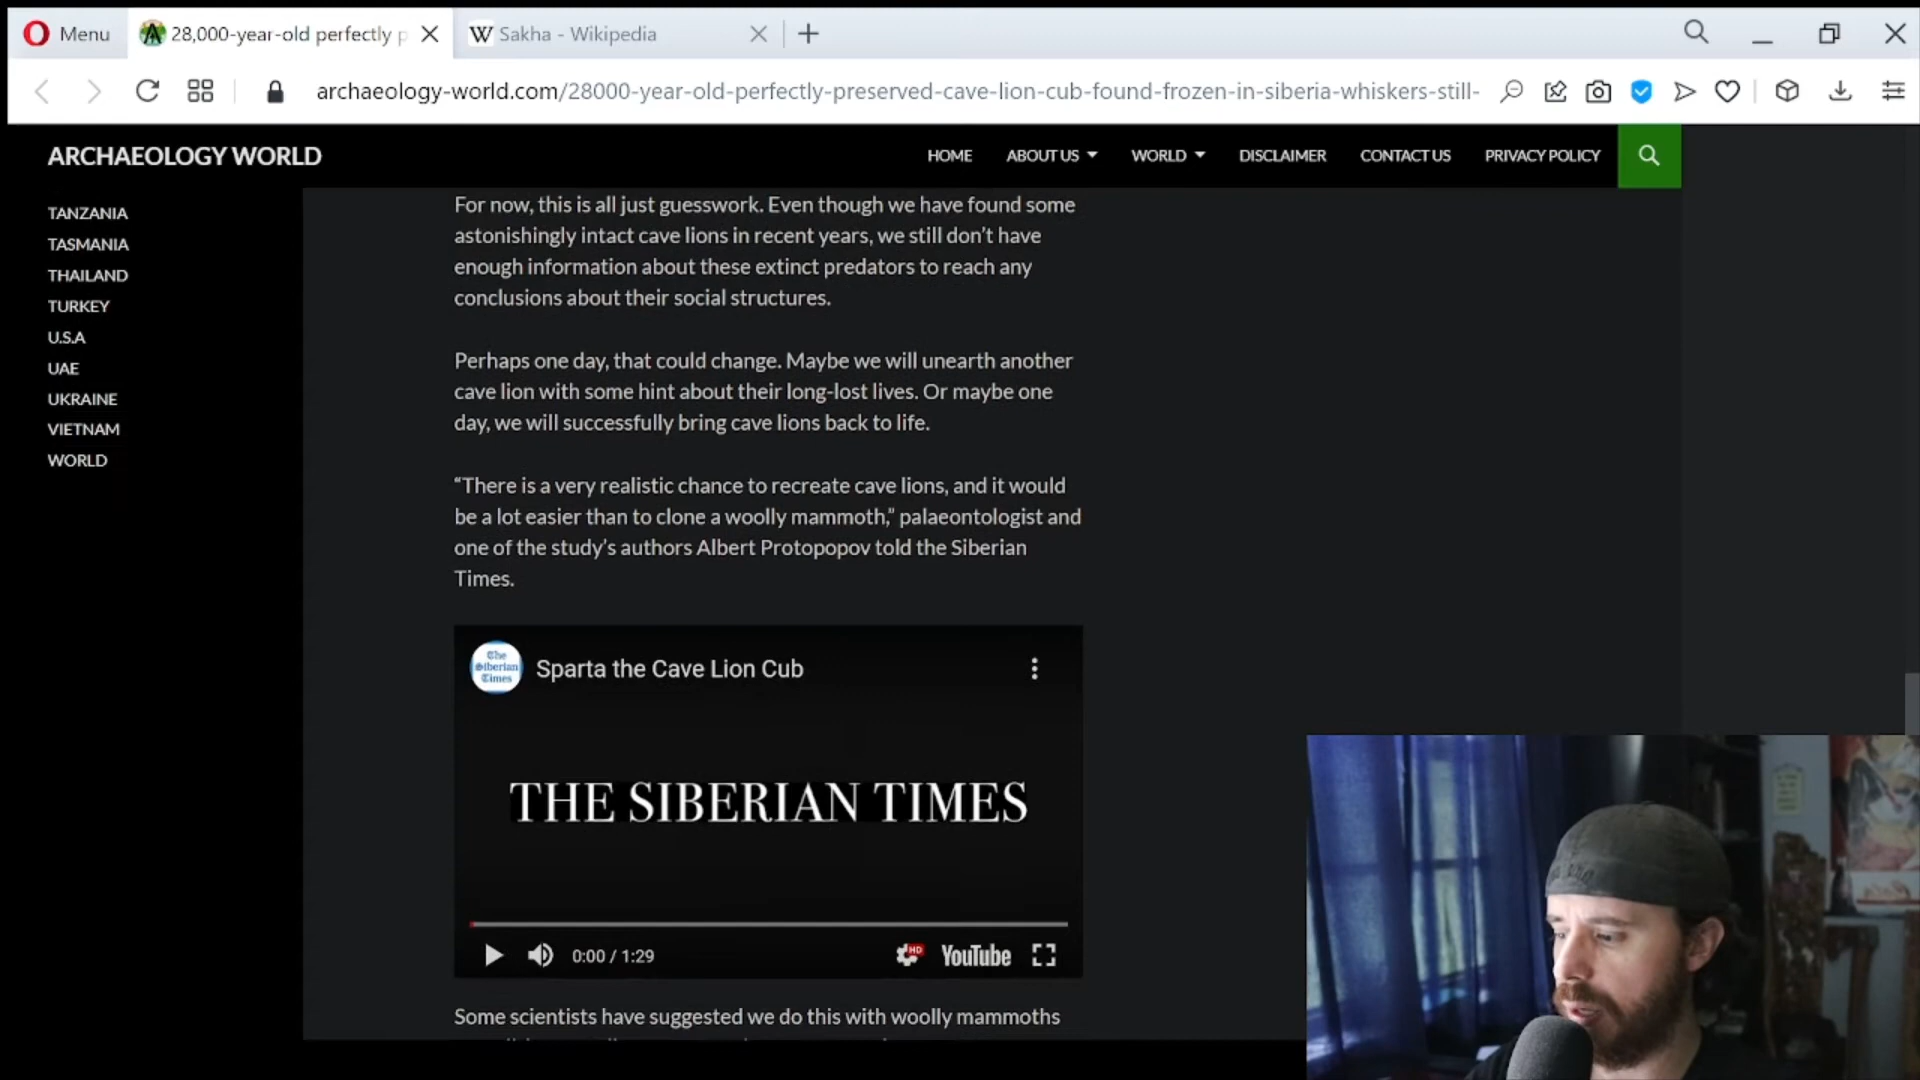 Menu
28,000-year-old perfectly p
Sakha - Wikipedia
archaeology-world.com/28000-year-old-perfectly-preserved-cave-lion-cub-found-frozen-in-siberia-whiskers-still-
ARCHAEOLOGY WORLD
HOME
ABOUT US
WORLD
DISCLAIMER
CONTACT US
PRIVACY POLICY
TANZANIA
TASMANIA
THAILAND
TURKEY
U.S.A
UAE
UKRAINE
VIETNAM
WORLD
For now, this is all just guesswork. Even though we have found some
astonishingly intact cave lions in recent years, we still don’t have
enough information about these extinct predators to reach any
conclusions about their social structures.
Perhaps one day, that could change. Maybe we will unearth another
cave lion with some hint about their long-lost lives. Or maybe one
day, we will successfully bring cave lions back to life.
“There is a very realistic chance to recreate cave lions, and it would
be a lot easier than to clone a woolly mammoth,” palaeontologist and
one of the study’s authors Albert Protopopov told the Siberian
Times.
The
Siberian
Times
Sparta the Cave Lion Cub
THE SIBERIAN TIMES
0:00 / 1:29
HD
YouTube
Some scientists have suggested we do this with woolly mammoths